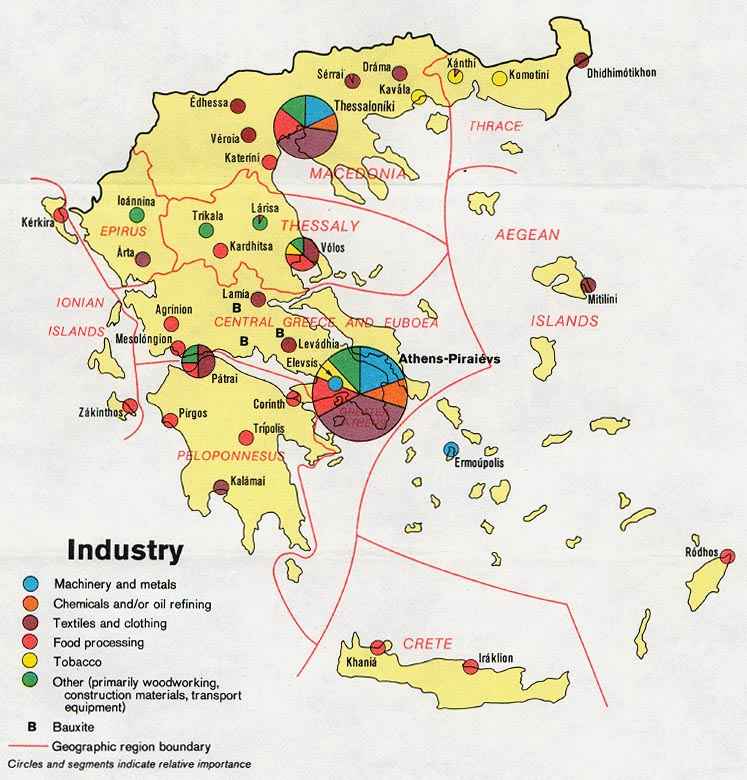 Xánthi
Sérrai
Dráma
Komotiní
Dhidhimótikhon
Kavála
Édhessa
Thessaloníki
THRACE
Véroia
Kateríni
MACEDONIA
Ioánnina
Lárisa
Kérkira
EPIRUS
Tríkala
THESSALY
AEGEAN
Kardhítsa
Vólos
Árta
IONIAN
Lamía
Mitilíni
B
Agrínion
CENTRAL GREECE AND EUBOEA
ISLANDS
ISLANDS
B
Mesolóngion
B
Levádhia
Elevsís
Athens-Piraiévs
Pátrai
Zákinthos
Pírgos
Corinth
GREATER
ATHENS
Trípolis
PELOPONNESUS
Ermoúpolis
Kalámai
Ródhos
CRETE
Khaniá
Iráklion
Industry
Machinery and metals
Chemicals and/or oil refining
Textiles and clothing
Food processing
Tobacco
Other (primarily woodworking,
construction materials, transport
equipment)
B Bauxite
Geographic region boundary
Circles and segments indicate relative importance